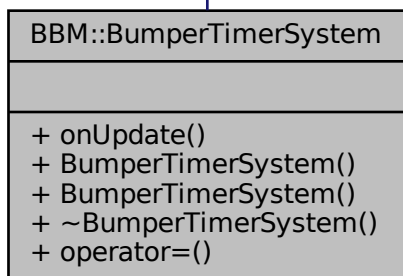 BBM::BumperTimerSystem
+ onUpdate()
+ BumperTimerSystem()
+ BumperTimerSystem()
+ ~BumperTimerSystem()
+ operator=()